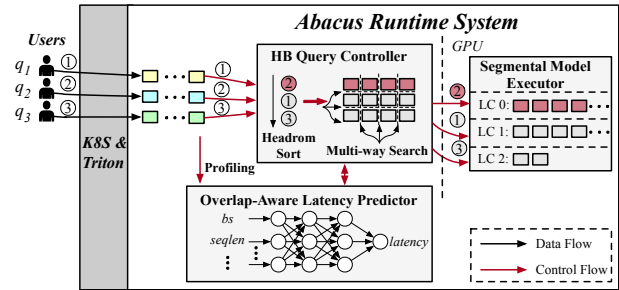 Abacus Runtime System
Users
q1 ①
q2 ②
q3 ③
K8S &
Triton
①
②
③
Profiling
HB Query Controller
②
①
③
Headrom
Sort
Multi-way Search
GPU
Segmental Model
Executor
② LC 0:
① LC 1:
③ LC 2:
Overlap-Aware Latency Predictor
bs
seqlen
latency
Data Flow
Control Flow